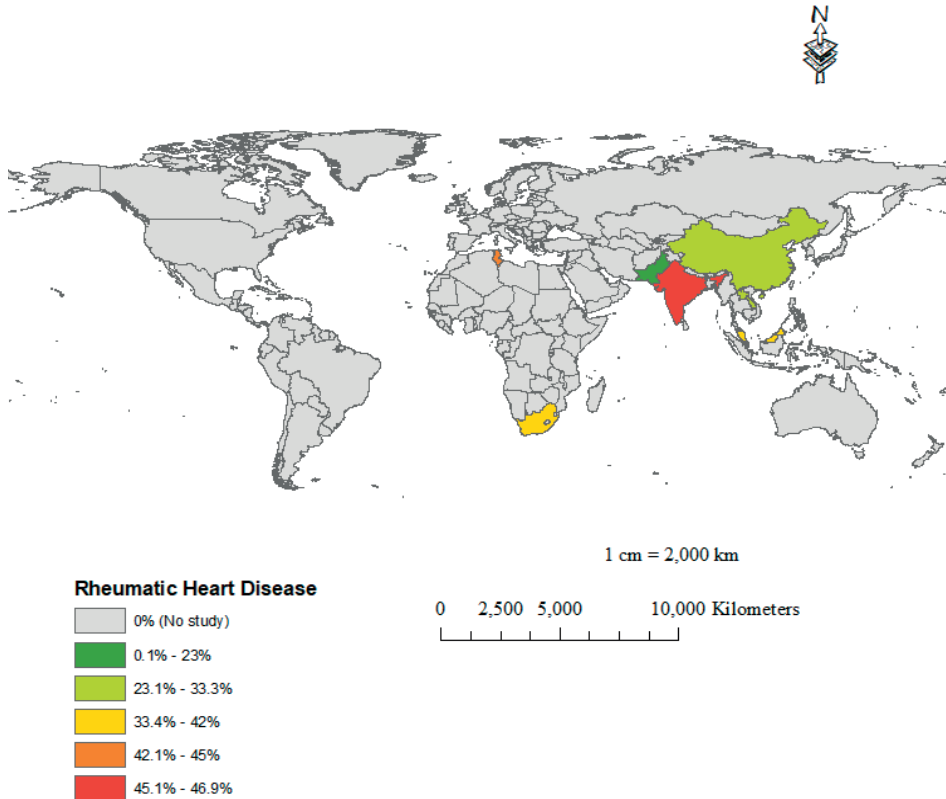 N
1 cm = 2,000 km
Rheumatic Heart Disease
0 2,500 5,000 10,000 Kilometers
0% (No study)
0.1% - 23%
23.1% - 33.3%
33.4% - 42%
42.1% - 45%
45.1% - 46.9%